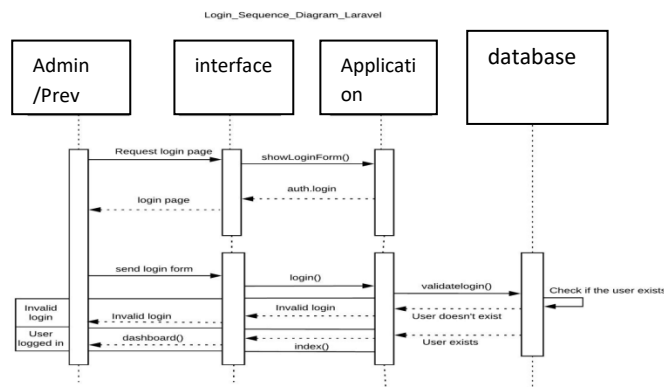 Login_Sequence_Diagram_Laravel
Admin
/Prev
interface
Applicati
on
database
Request login page
showLoginForm()
auth.login
login page
send login form
login()
validatelogin()
Check if the user exists
Invalid
login
Invalid login
Invalid login
User doesn't exist
User
logged in
dashboard()
User exists
index()